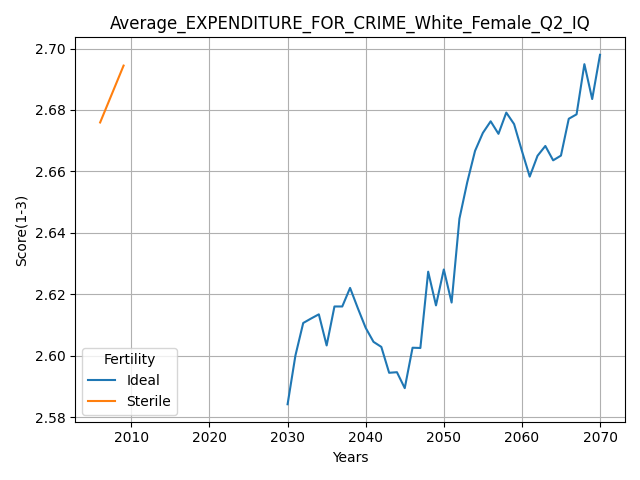 Average_EXPENDITURE_FOR_CRIME_White_Female_Q2_IQ
Score(1-3)
2.70
2.68
2.66
2.64
2.62
2.60
2.58
Fertility
Ideal
Sterile
2010 2020 2030 2040 2050 2060 2070
Years